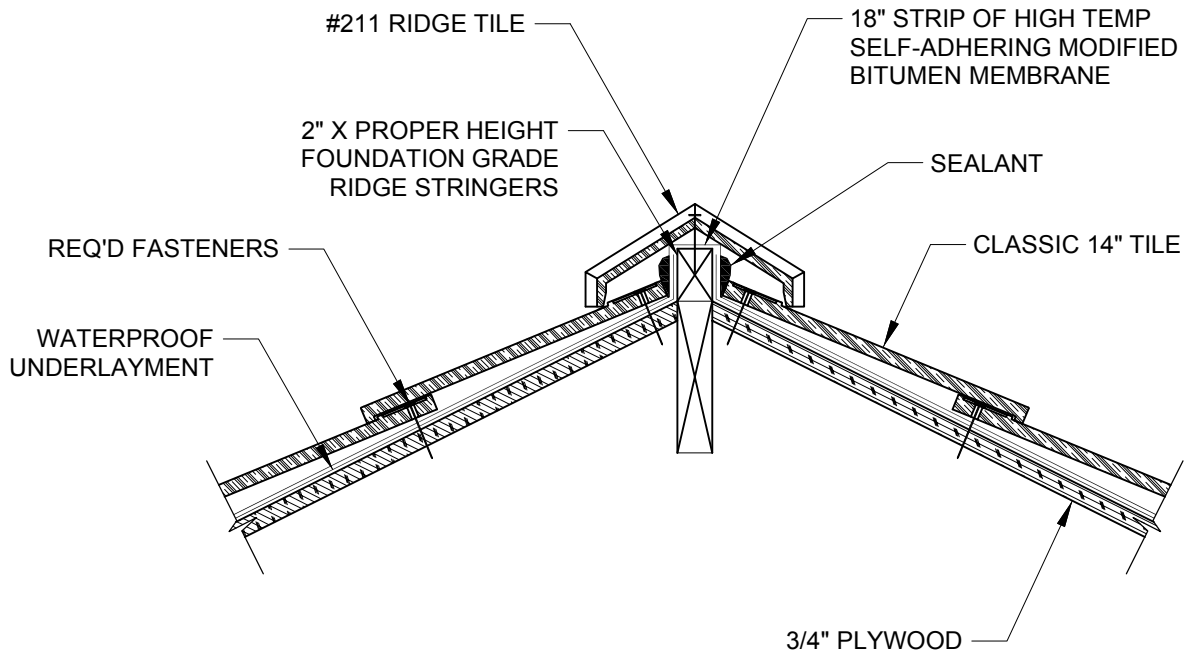 #211 RIDGE TILE
18" STRIP OF HIGH TEMP
SELF-ADHERING MODIFIED
BITUMEN MEMBRANE
2" X PROPER HEIGHT
FOUNDATION GRADE
RIDGE STRINGERS
SEALANT
REQ'D FASTENERS
CLASSIC 14" TILE
WATERPROOF
UNDERLAYMENT
3/4" PLYWOOD